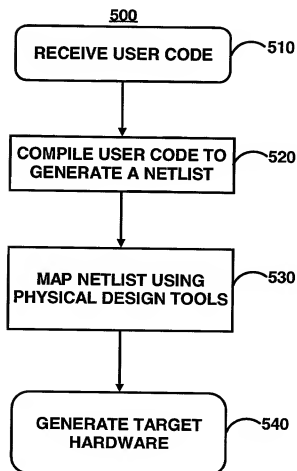 500
RECEIVE USER CODE
510
COMPILE USER CODE TO
GENERATE A NETLIST
520
MAP NETLIST USING
PHYSICAL DESIGN TOOLS
530
GENERATE TARGET
HARDWARE
540